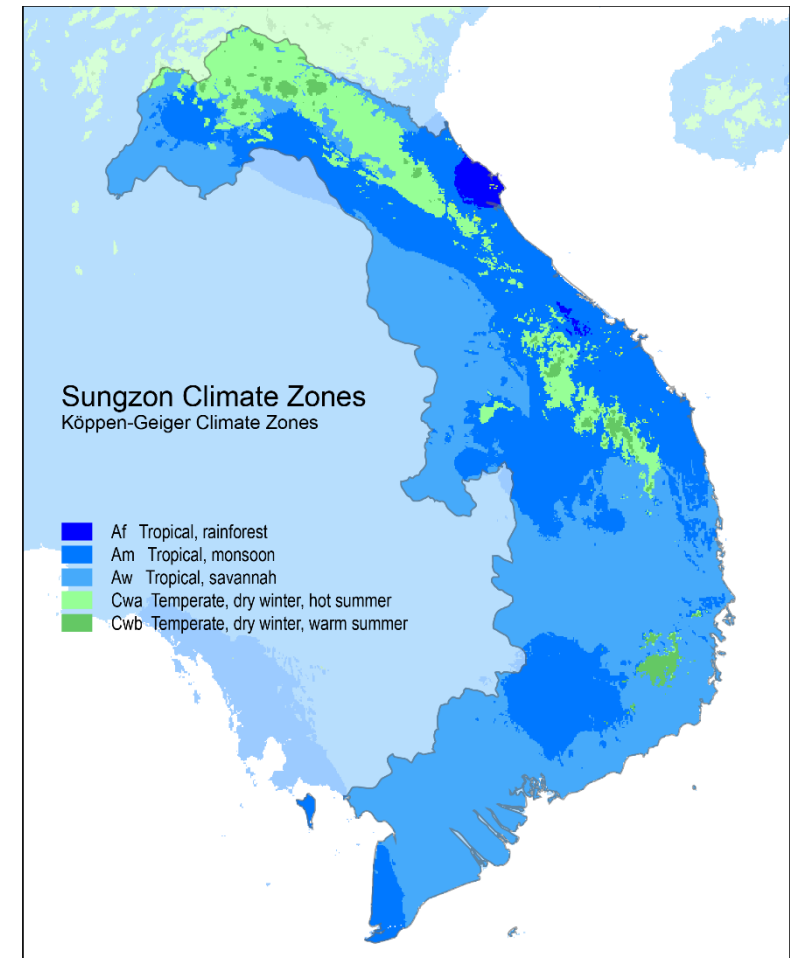 Sungzon Climate Zones
Köppen-Geiger Climate Zones
Af Tropical, rainforest
Am Tropical, monsoon
Aw Tropical, savannah
Cwa Temperate, dry winter, hot summer
Cwb Temperate, dry winter, warm summer